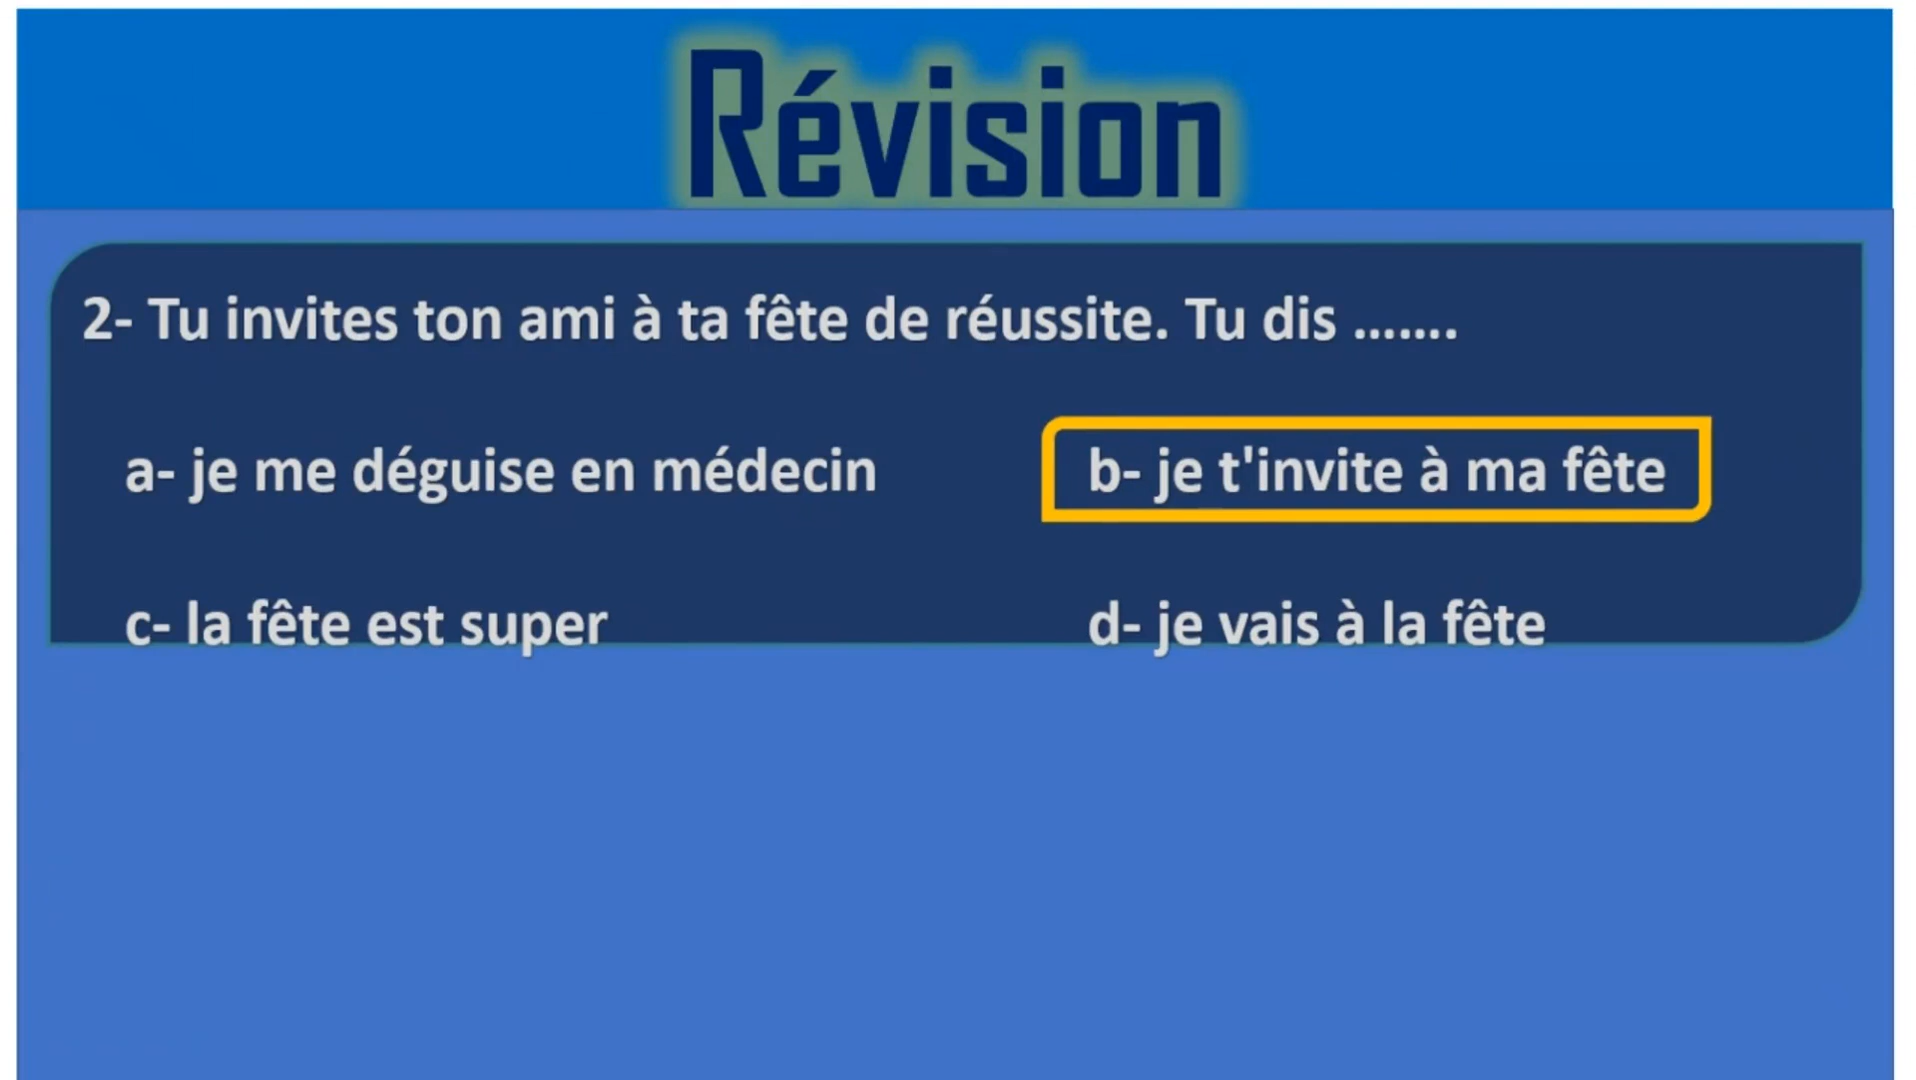 Révision
2- Tu invites ton ami à ta fête de réussite. Tu dis .......
a- je me déguise en médecin
b- je t'invite à ma fête
c- la fête est super
d- je vais à la fête